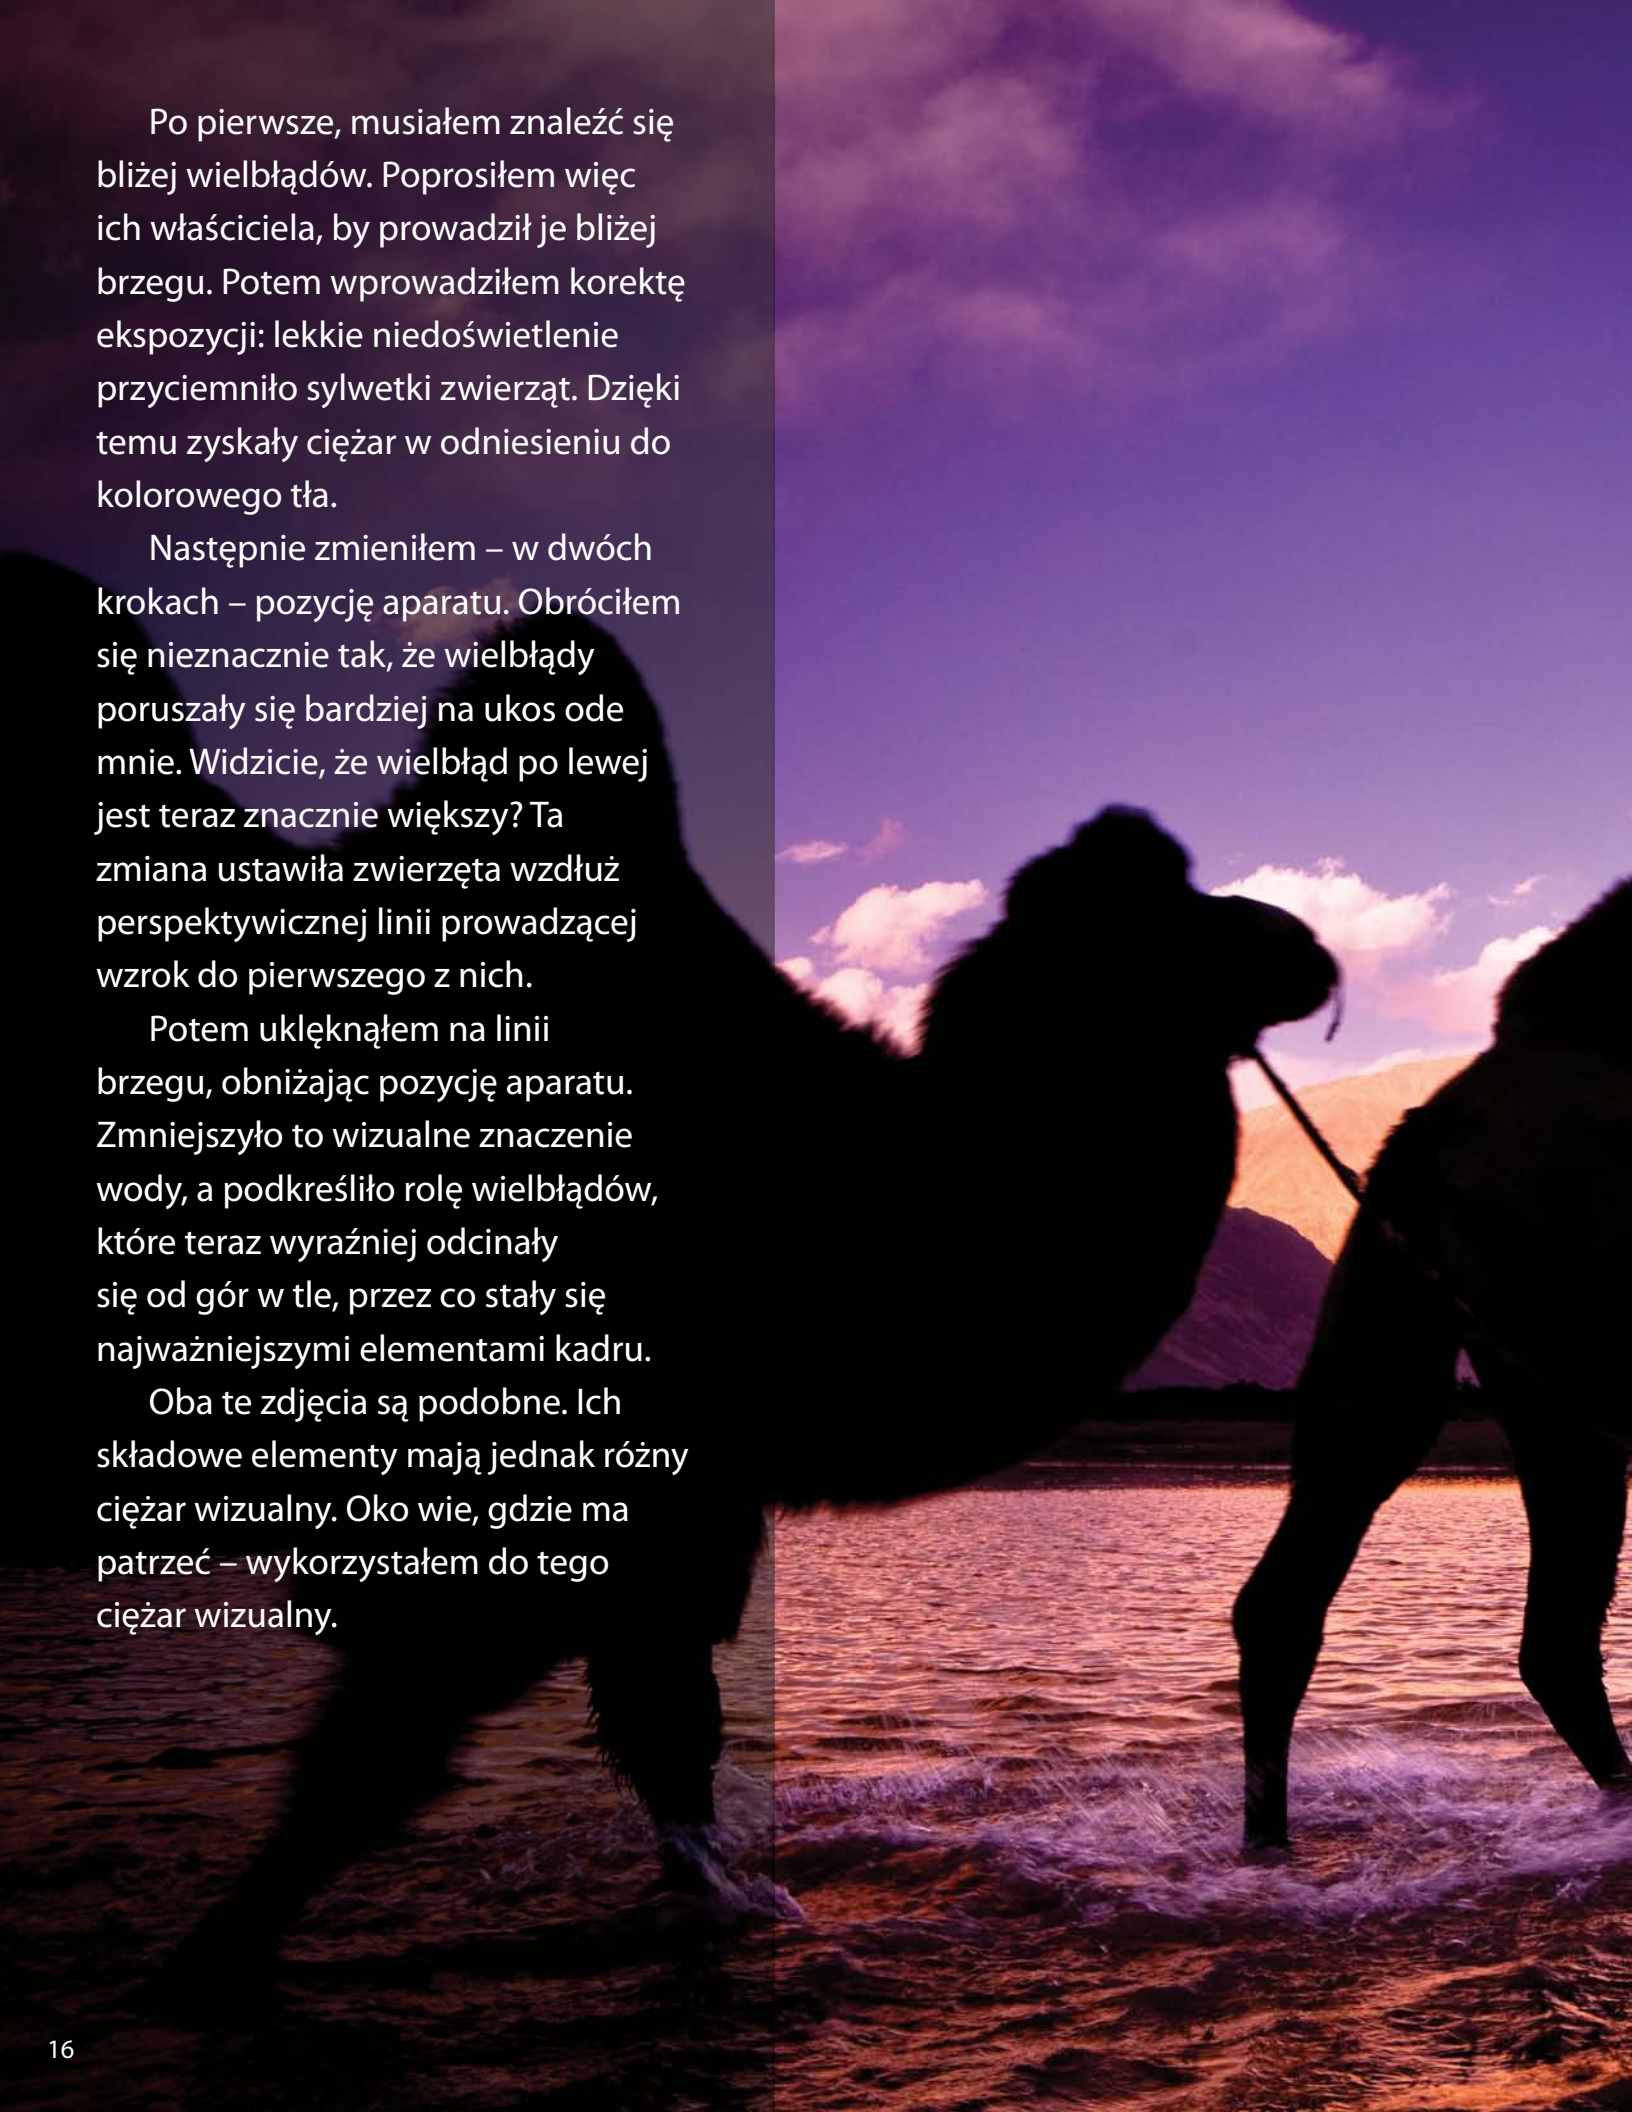 Po pierwsze, musiałem znaleźć się
bliżej wielbłądów. Poprosiłem więc
ich właściciela, by prowadził je bliżej
brzegu. Potem wprowadziłem korektę
ekspozycji: lekkie niedoświetlenie
przyciemniło sylwetki zwierząt. Dzięki
temu zyskały ciężar w odniesieniu do
kolorowego tła.
Następnie zmieniłem – w dwóch
krokach – pozycję aparatu. Obróciłem
się nieznacznie tak, że wielbłądy
poruszały się bardziej na ukos ode
mnie. Widzicie, że wielbłąd po lewej
jest teraz znacznie większy? Ta
zmiana ustawiła zwierzęta wzdłuż
perspektywicznej linii prowadzącej
wzrok do pierwszego z nich.
Potem uklęknąłem na linii
brzegu, obniżając pozycję aparatu.
Zmniejszyło to wizualne znaczenie
wody, a podkreśliło rolę wielbłądów,
które teraz wyraźniej odcinały
się od gór w tle, przez co stały się
najważniejszymi elementami kadru.
Oba te zdjęcia są podobne. Ich
składowe elementy mają jednak różny
ciężar wizualny. Oko wie, gdzie ma
patrzeć – wykorzystałem do tego
ciężar wizualny.
16